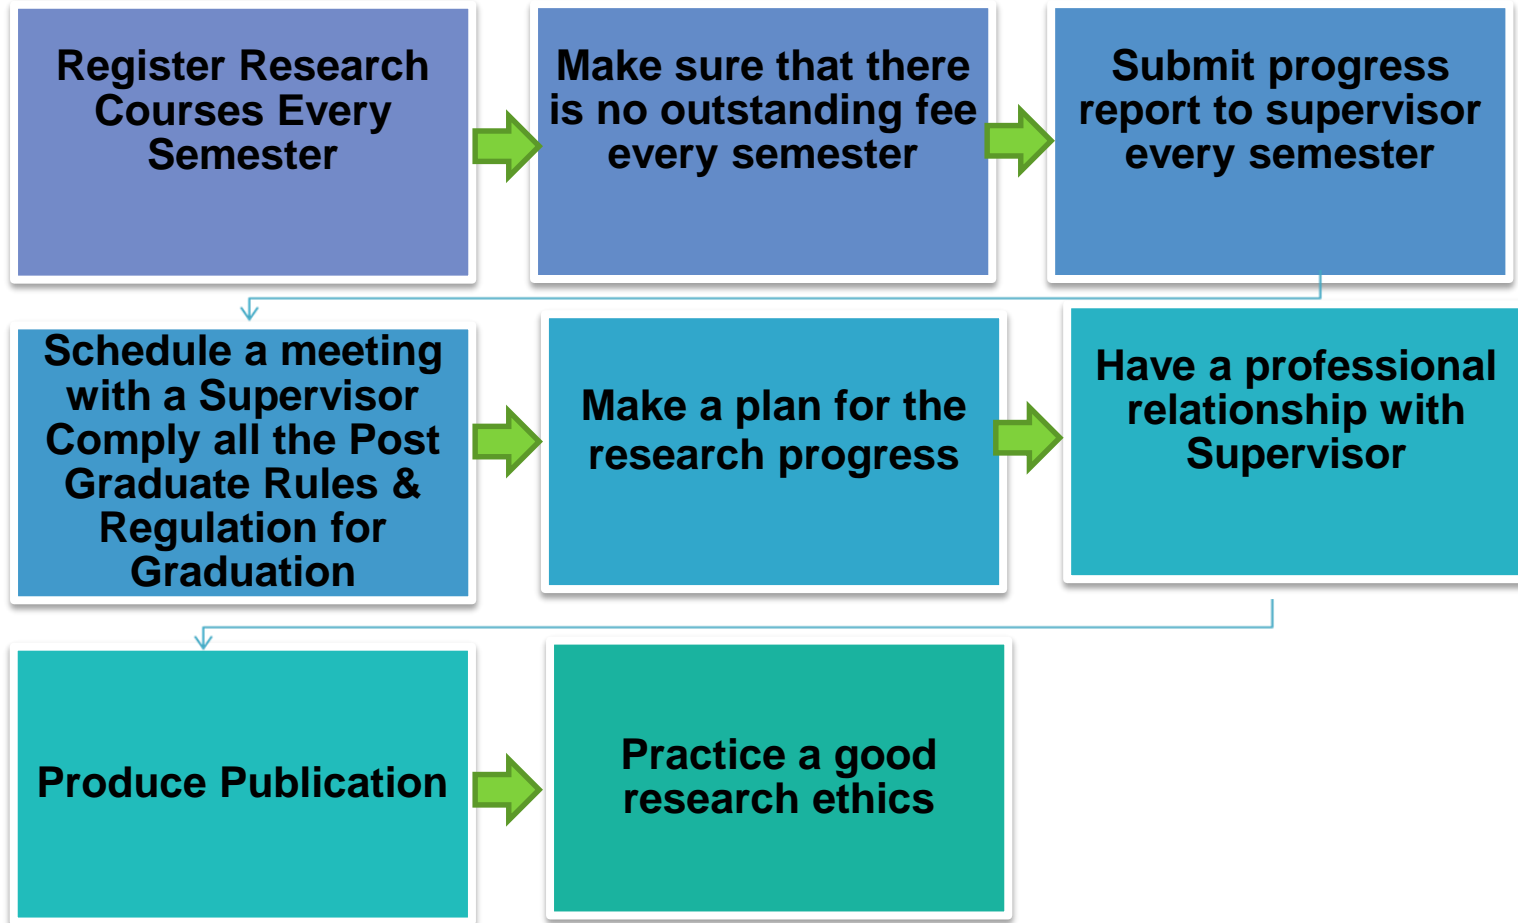 Register Research
Courses Every
Semester
Make sure that there
is no outstanding fee
every semester
Submit progress
report to supervisor
every semester
Schedule a meeting
with a Supervisor
Comply all the Post
Graduate Rules &
Regulation for
Graduation
Make a plan for the
research progress
Have a professional
relationship with
Supervisor
Produce Publication
Practice a good
research ethics